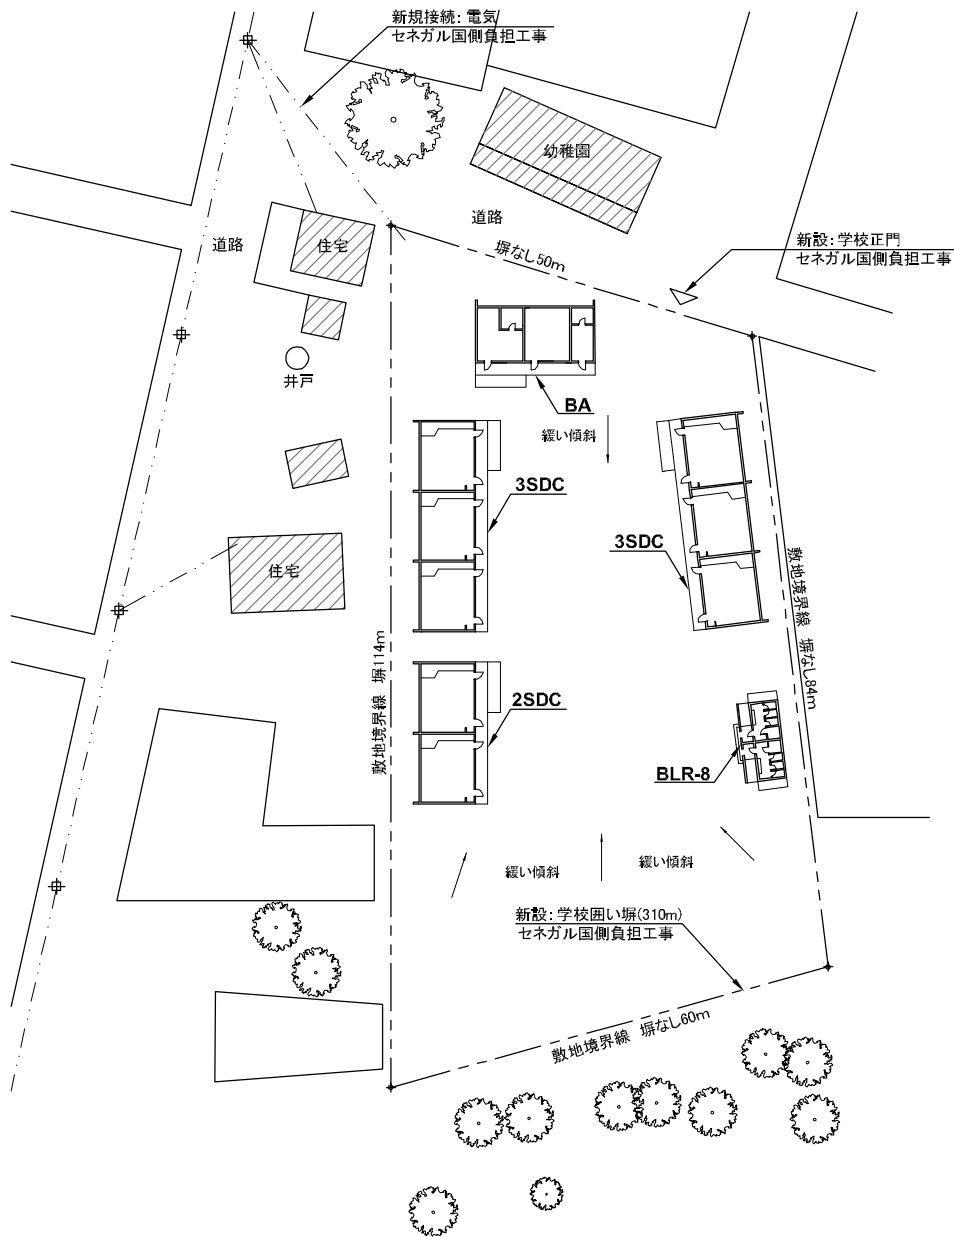 新規接続: 電気
セネガル国側負担工事
幼稚園
道路
道路
住宅
塀なし50m
新設: 学校正門
セネガル国側負担工事
井戸
BA
緩い傾斜
3SDC
3SDC
住宅
敷地境界線 塀なし84m
敷地境界線 塀114m
2SDC
BLR-8
緩い傾斜
緩い傾斜
新設: 学校囲い塀(310m)
セネガル国側負担工事
敷地境界線 塀なし60m